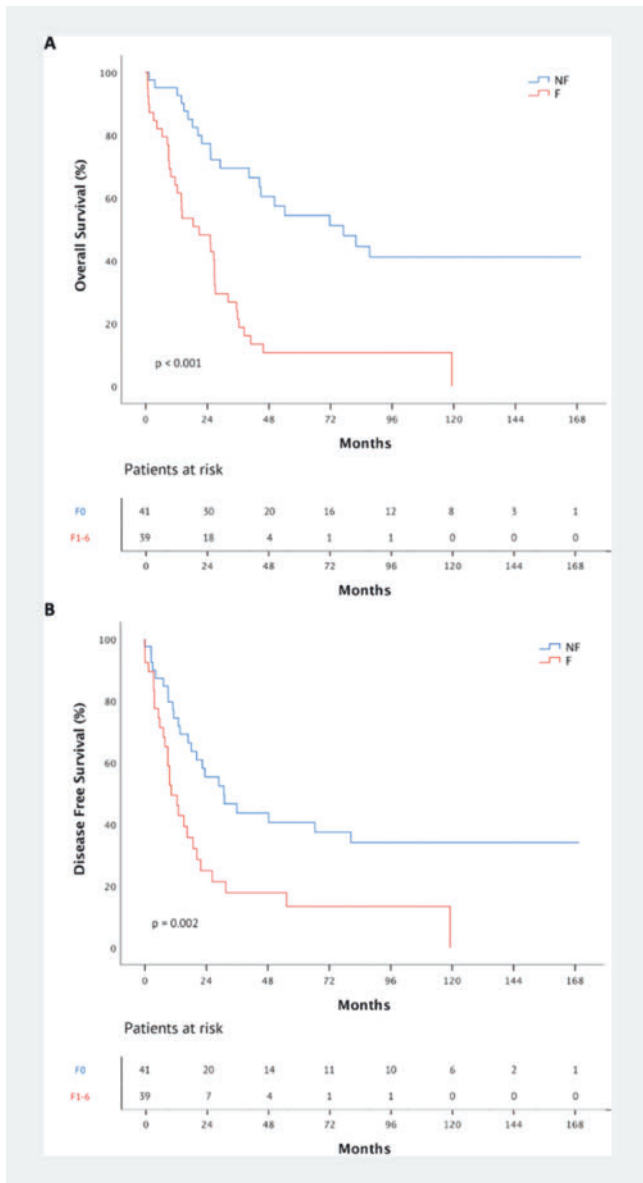 A
100
80
60
40
20
0
Overall Survival (%)
NF
F
p < 0.001
0 24 48 72 96 120 144 168
Months
Patients at risk
F0 41 30 20 16 12 8 3 1
F1-6 39 18 4 1 1 0 0 0
0 24 48 72 96 120 144 168
Months
B
100
80
60
40
20
0
Disease Free Survival (%)
NF
F
p = 0.002
0 24 48 72 96 120 144 168
Months
Patients at risk
F0 41 20 14 11 10 6 2 1
F1-6 39 7 4 1 1 0 0 0
0 24 48 72 96 120 144 168
Months